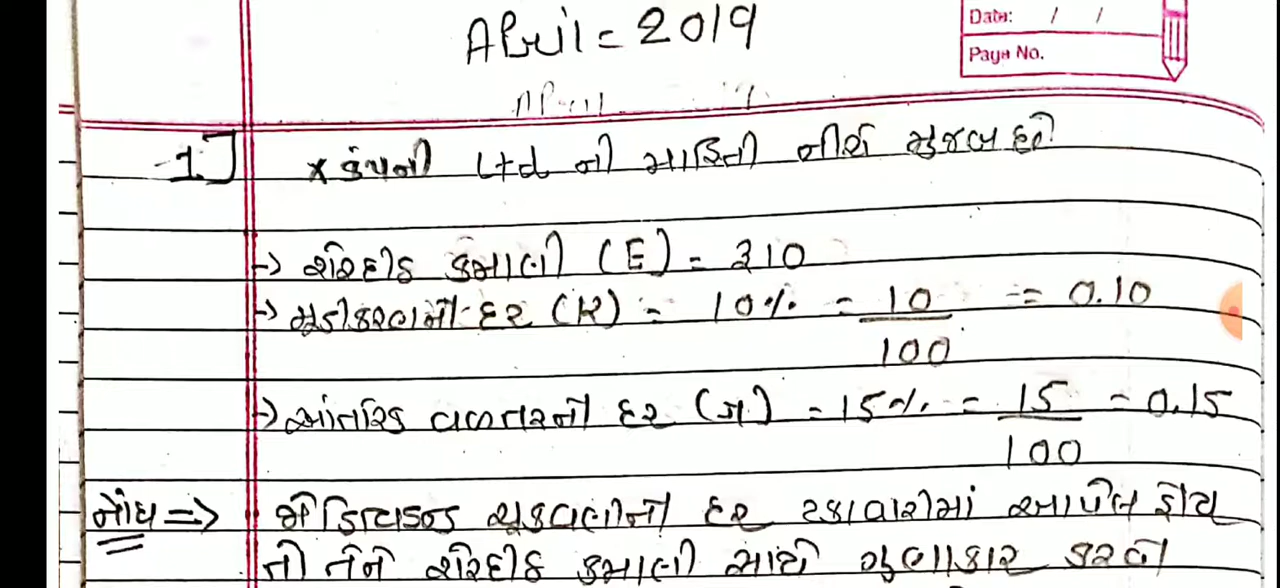 April = 2019
Date: / /
Page No.
1] x કંપની Ltd ની માહિતી નીચે મુજબ છે.
→ શેરદીઠ કમાણી (E) = ₹10
→ મૂડીકરણનો દર (K) = 10% = 10/100 = 0.10
→ આંતરિક વળતરનો દર (r) = 15% = 15/100 = 0.15
નોંધ => જો ડિવિડન્ડ ચૂકવણીનો દર ટકાવારીમાં આપેલ હોય
તો તેને શેરદીઠ કમાણી સાથે ગુણાકાર કરવો